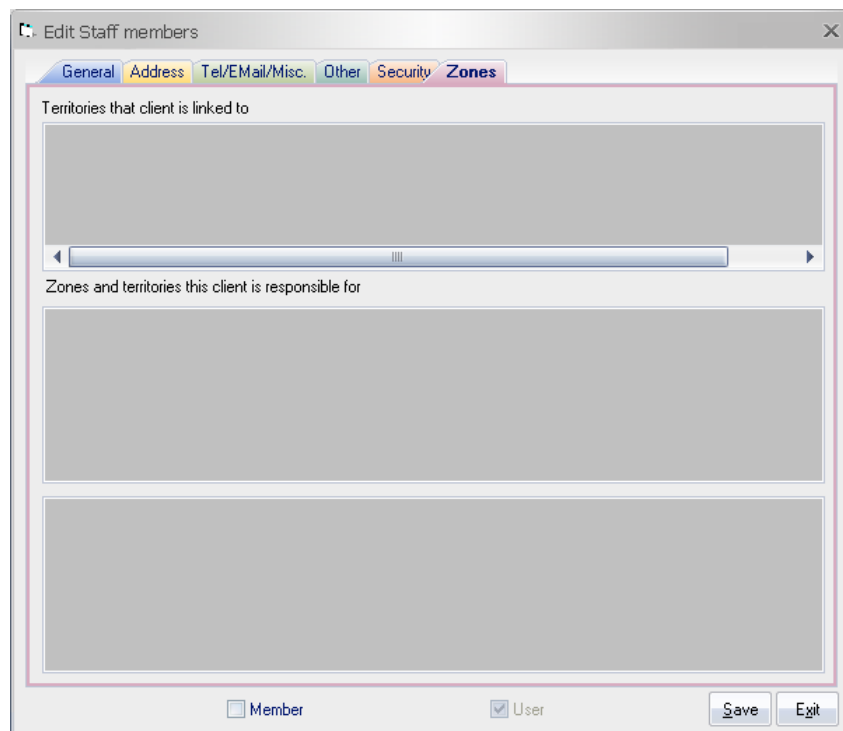 Edit Staff members
General Address Tel/EMail/Misc. Other Security Zones
Territories that client is linked to
Zones and territories this client is responsible for
Member User Save Exit